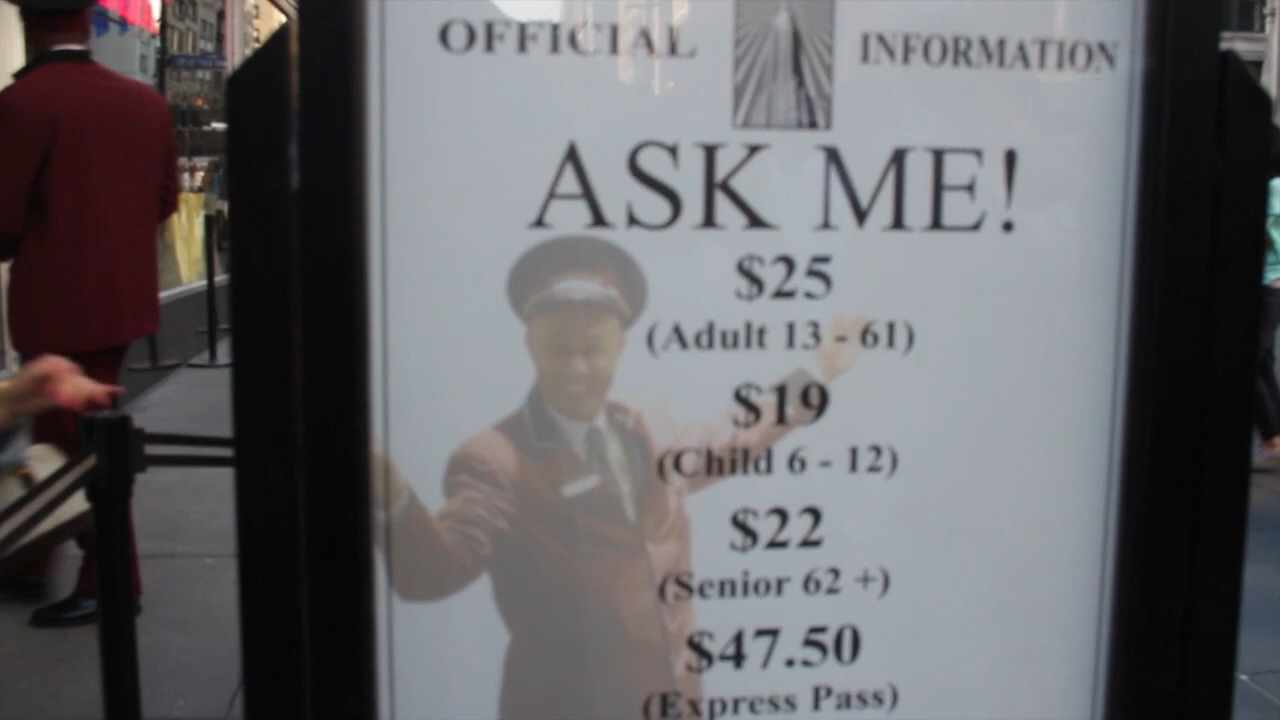 OFFICIAL INFORMATION
ASK ME!
$25
(Adult 13 - 61)
$19
(Child 6 - 12)
$22
(Senior 62 +)
$47.50
(Express Pass)